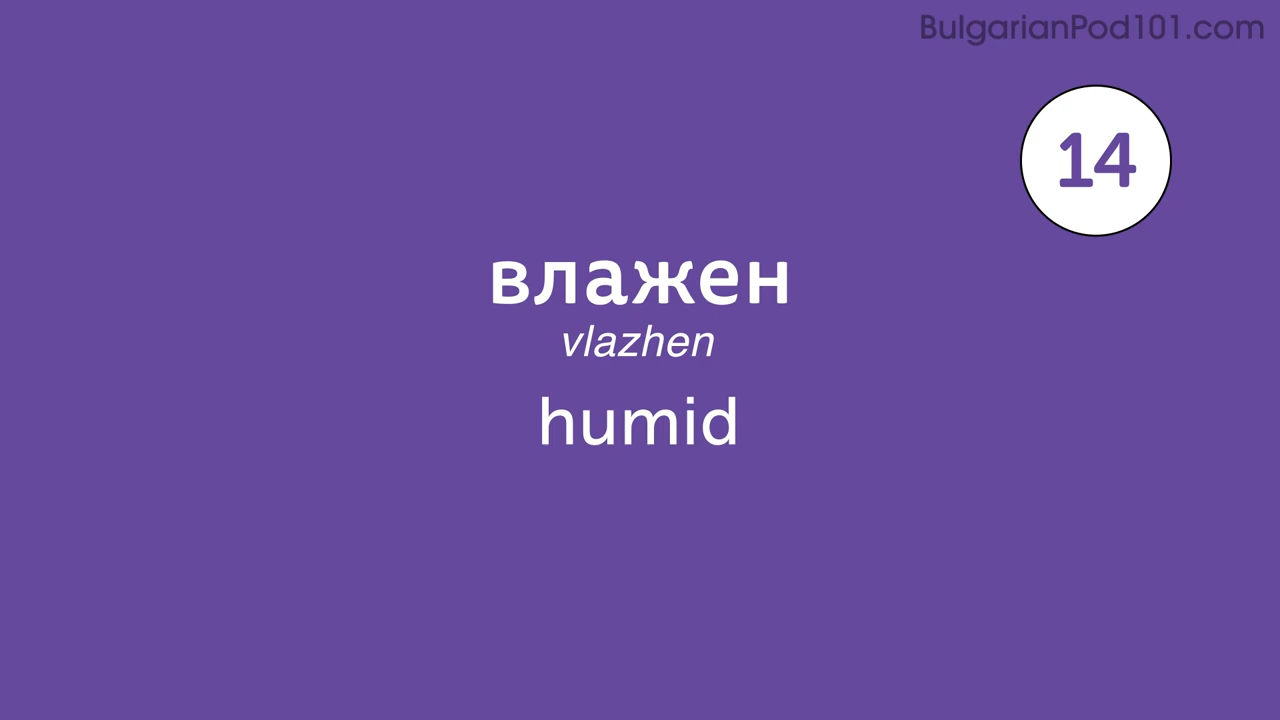 BulgarianPod101.com
14
влажен
vlazhen
humid